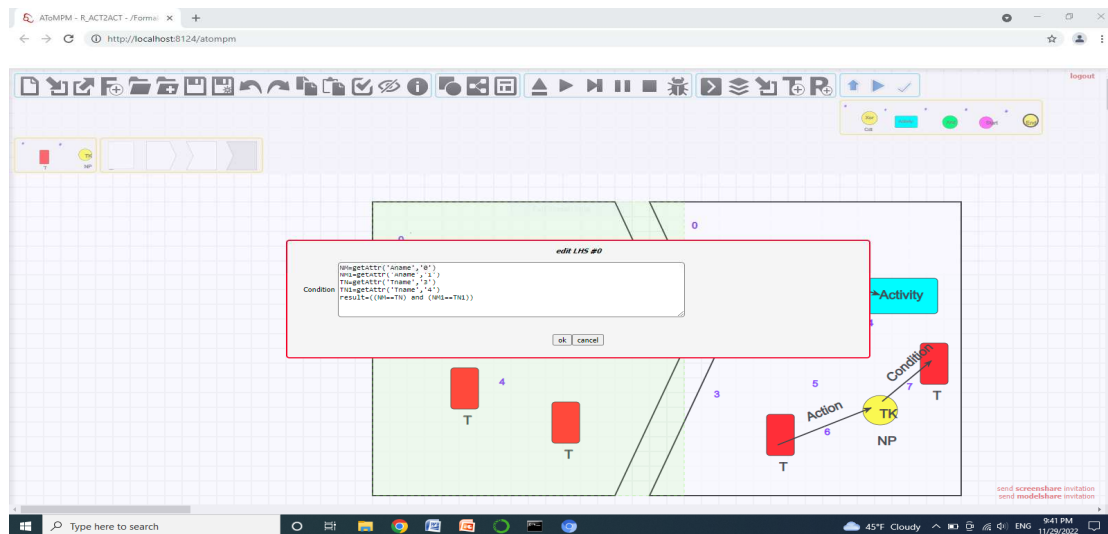 AToMPM - R_ACT2ACT - /Formal
http://localhost:8124/atompm
logout
Cdt
T
NP
TK
0
edit LHS #0
Condition
NM=getAttr('Aname','0')
NM1=getAttr('Aname','1')
TN=getAttr('Tname','3')
TN1=getAttr('Tname','4')
result=((NM==TN) and (NM1==TN1))
ok cancel
Activity
4
T
T
3
5
Action
6
Condition
7
TK
NP
T
T
send screenshare invitation
send modelshare invitation
Type here to search
45°F Cloudy
ENG
9:41 PM
11/29/2022